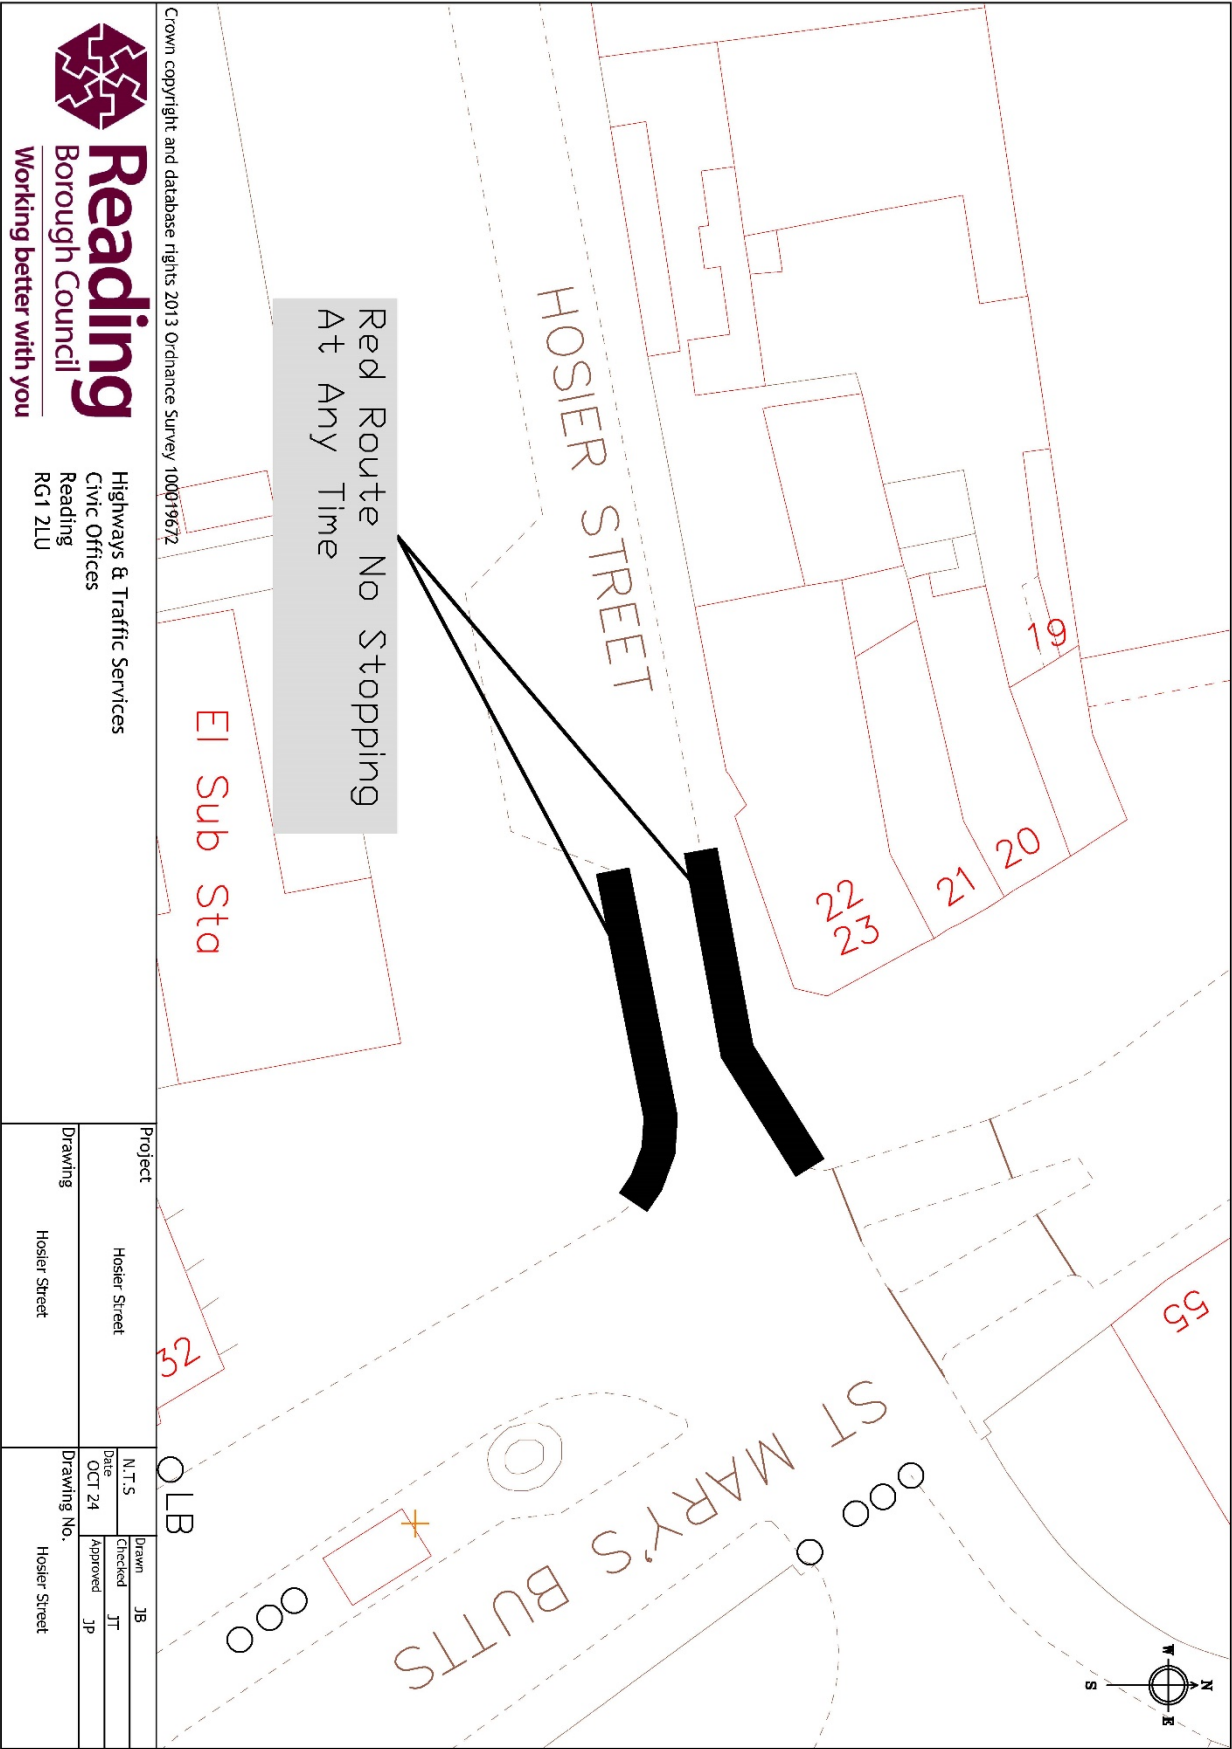 HOSIER STREET
Red Route No Stopping
At Any Time
19
20
21
22
23
55
ST MARY'S BUTTS
El Sub Sta
32
LB
N
W
E
S
Crown copyright and database rights 2013 Ordnance Survey 100019672
Reading
Borough Council
Working better with you
Highways & Traffic Services
Civic Offices
Reading
RG1 2LU
Project
Hosier Street
Drawing
Hosier Street
N.T.S
Date
OCT 24
Drawn JB
Checked JT
Approved JP
Drawing No.
Hosier Street